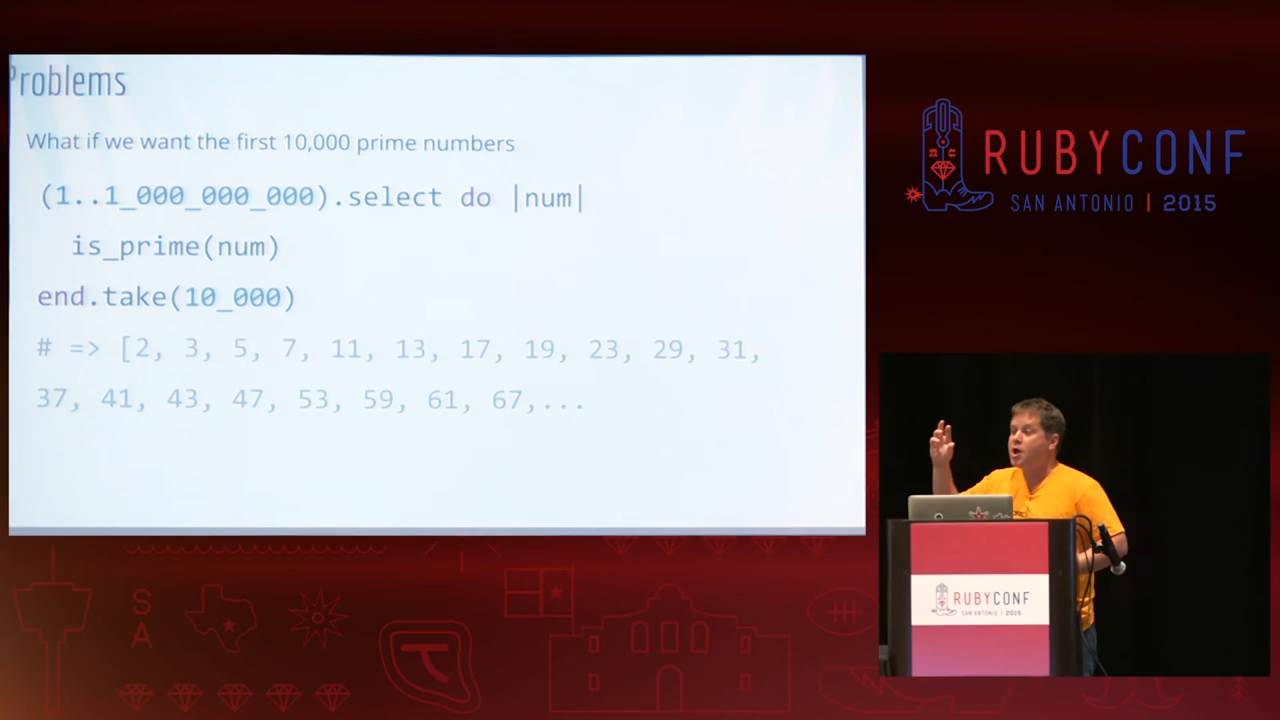 Problems
What if we want the first 10,000 prime numbers
(1..1_000_000_000).select do |num|
is_prime(num)
end.take(10_000)
# => [2, 3, 5, 7, 11, 13, 17, 19, 23, 29, 31,
37, 41, 43, 47, 53, 59, 61, 67,...
RUBYCONF
SAN ANTONIO | 2015
RUBYCONF
SAN ANTONIO | 2015
S
A